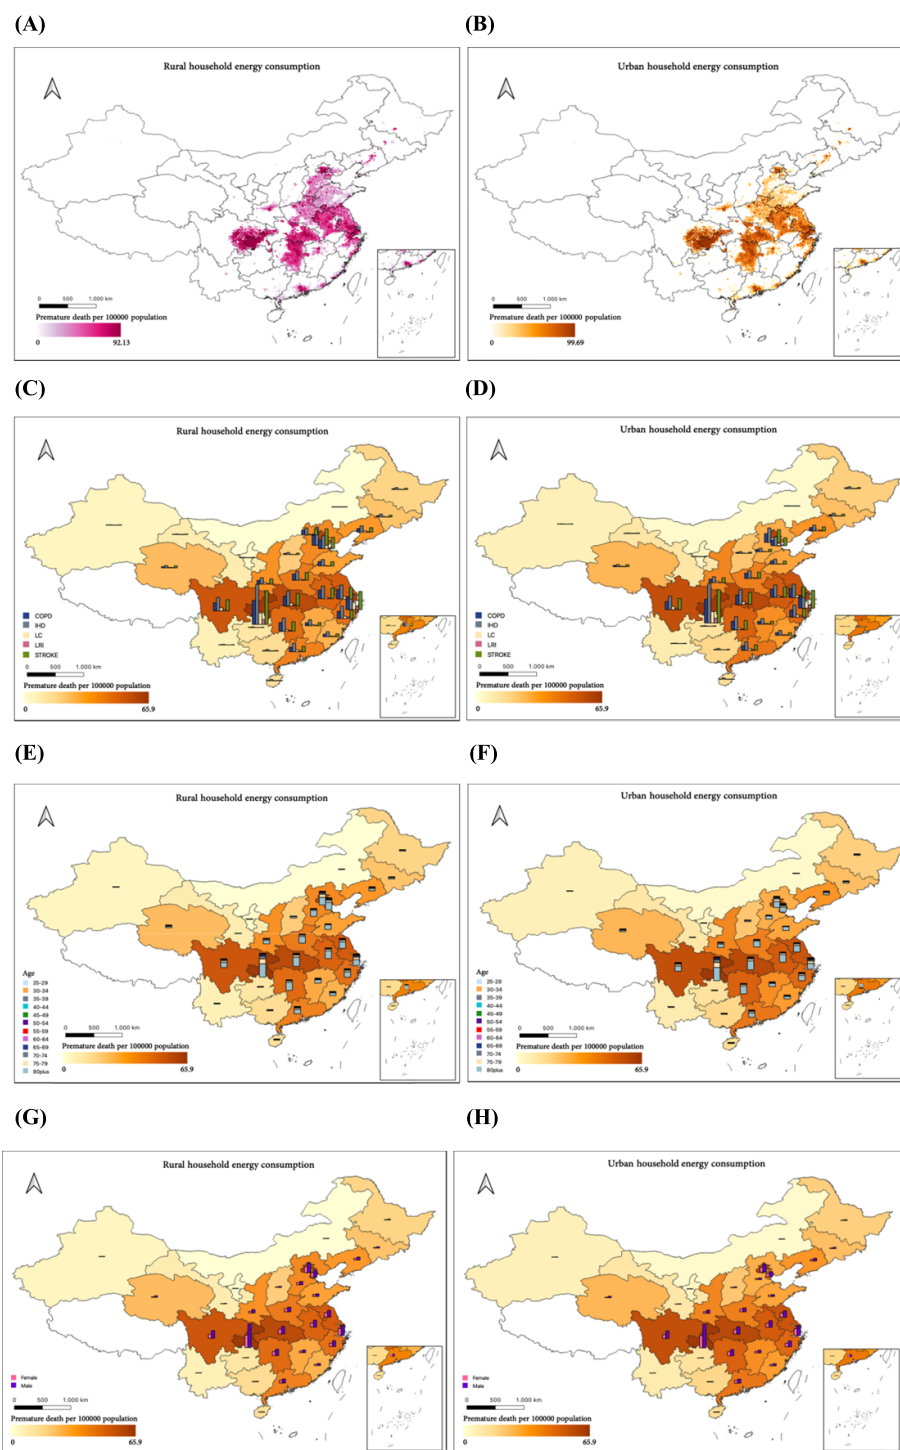 (A)
Rural household energy consumption
0 500 1.000 km
Premature death per 100000 population
0 92.13
(B)
Urban household energy consumption
0 500 1.000 km
Premature death per 100000 population
0 99.69
(C)
Rural household energy consumption
COPD
IHD
LC
LRI
STROKE
0 500 1.000 km
Premature death per 100000 population
0 65.9
(D)
Urban household energy consumption
COPD
IHD
LC
LRI
STROKE
0 500 1.000 km
Premature death per 100000 population
0 65.9
(E)
Rural household energy consumption
Age
25-29
30-34
35-39
40-44
45-49
50-54
55-59
60-64
65-69
70-74
75-79
80plus
0 500 1.000 km
Premature death per 100000 population
0 65.9
(F)
Urban household energy consumption
Age
25-29
30-34
35-39
40-44
45-49
50-54
55-59
60-64
65-69
70-74
75-79
80plus
0 500 1.000 km
Premature death per 100000 population
0 65.9
(G)
Rural household energy consumption
Female
Male
0 500 1.000 km
Premature death per 100000 population
0 65.9
(H)
Urban household energy consumption
Female
Male
0 500 1.000 km
Premature death per 100000 population
0 65.9